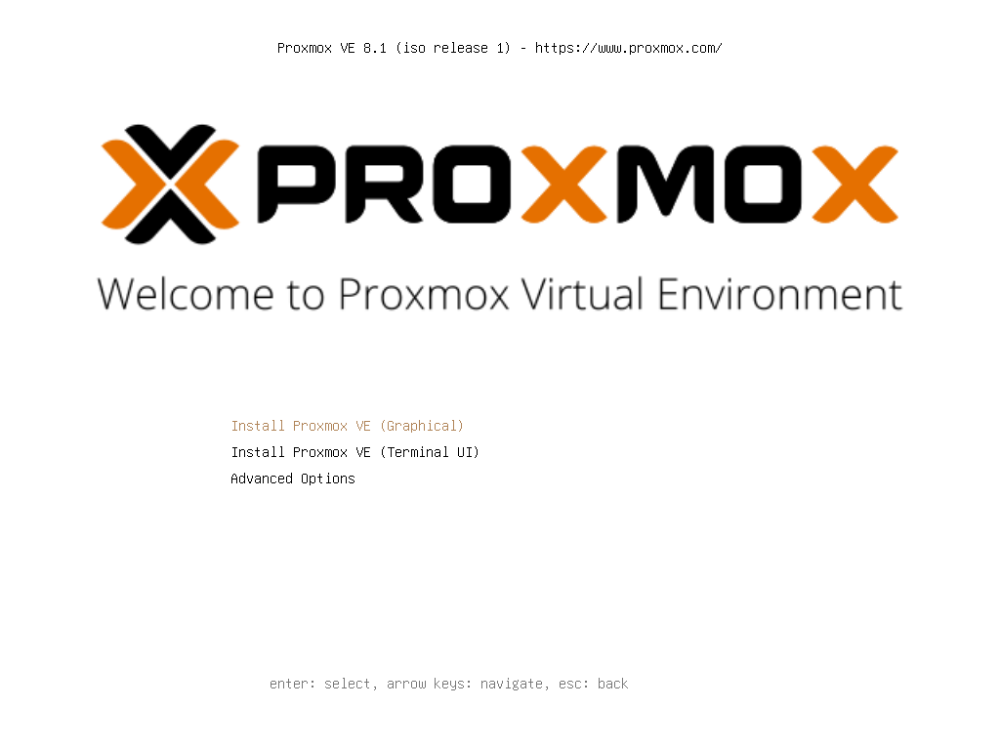 Proxmox VE 8.1 (iso release 1) - https://www.proxmox.com/
PROXMOX
Welcome to Proxmox Virtual Environment
Install Proxmox VE (Graphical)
Install Proxmox VE (Terminal UI)
Advanced Options
enter: select, arrow keys: navigate, esc: back